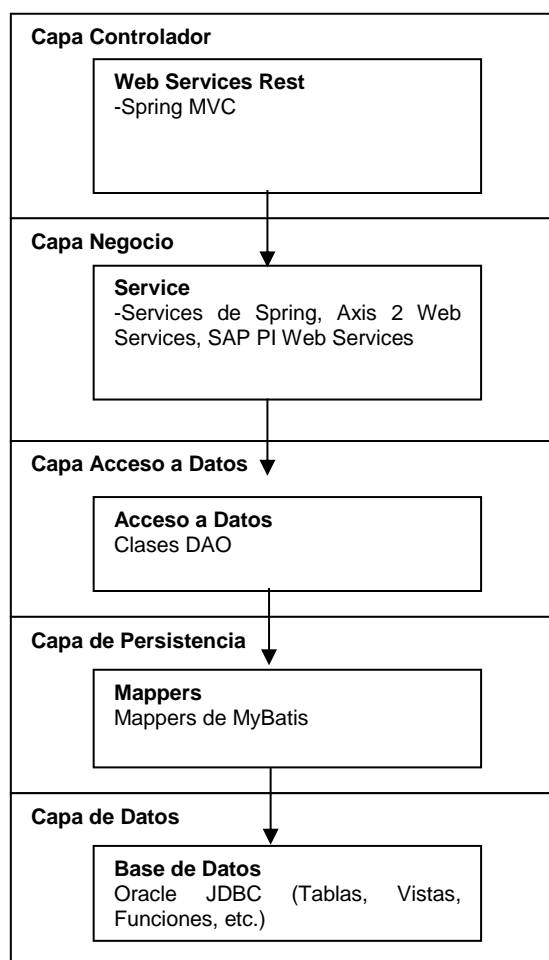 Capa Controlador
Web Services Rest
-Spring MVC
Capa Negocio
Service
-Services de Spring, Axis 2 Web
Services, SAP PI Web Services
Capa Acceso a Datos
Acceso a Datos
Clases DAO
Capa de Persistencia
Mappers
Mappers de MyBatis
Capa de Datos
Base de Datos
Oracle JDBC (Tablas, Vistas,
Funciones, etc.)